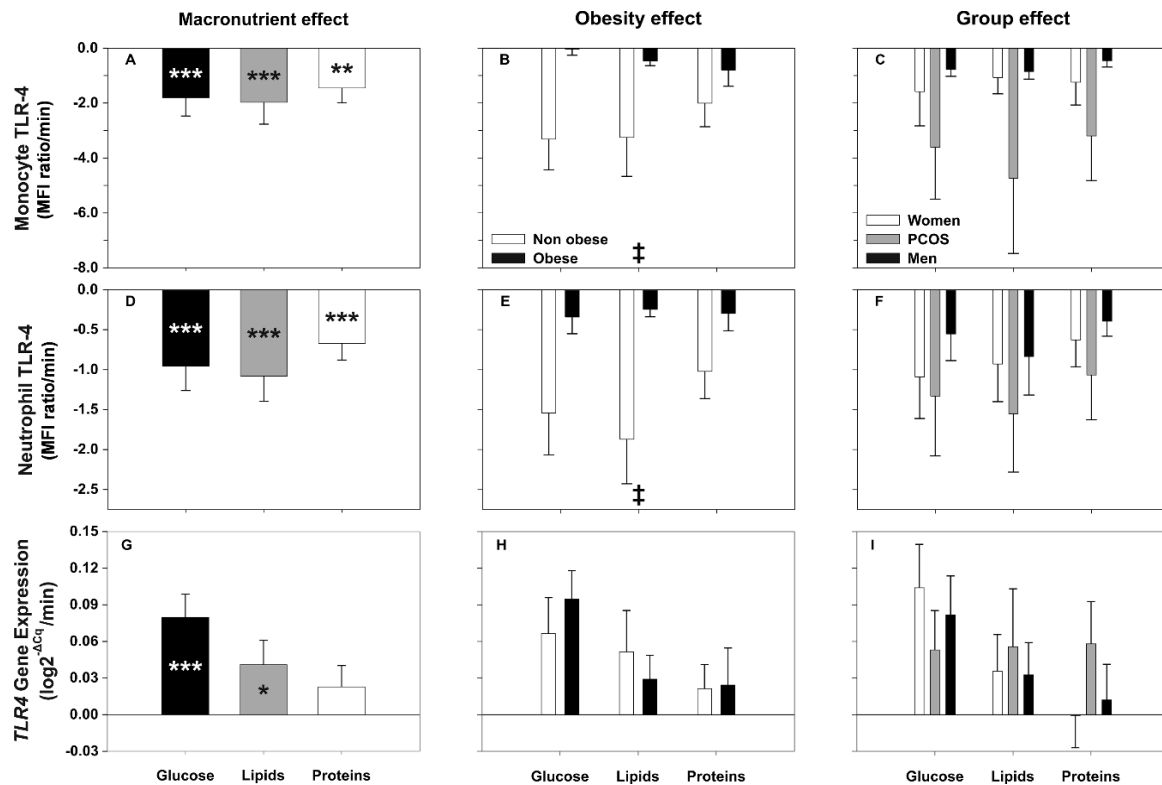 Macronutrient effect
Obesity effect
Group effect
Monocyte TLR-4
(MFI ratio/min)
0.0
-2.0
-4.0
-6.0
-8.0
A
***
***
**
B
Non obese
Obese
‡
C
Women
PCOS
Men
Neutrophil TLR-4
(MFI ratio/min)
0.0
-0.5
-1.0
-1.5
-2.0
-2.5
D
***
***
***
E
‡
F
TLR4 Gene Expression
(log2^-ΔCq/min)
0.15
0.12
0.09
0.06
0.03
0.00
-0.03
G
***
*
H
I
Glucose Lipids Proteins
Glucose Lipids Proteins
Glucose Lipids Proteins